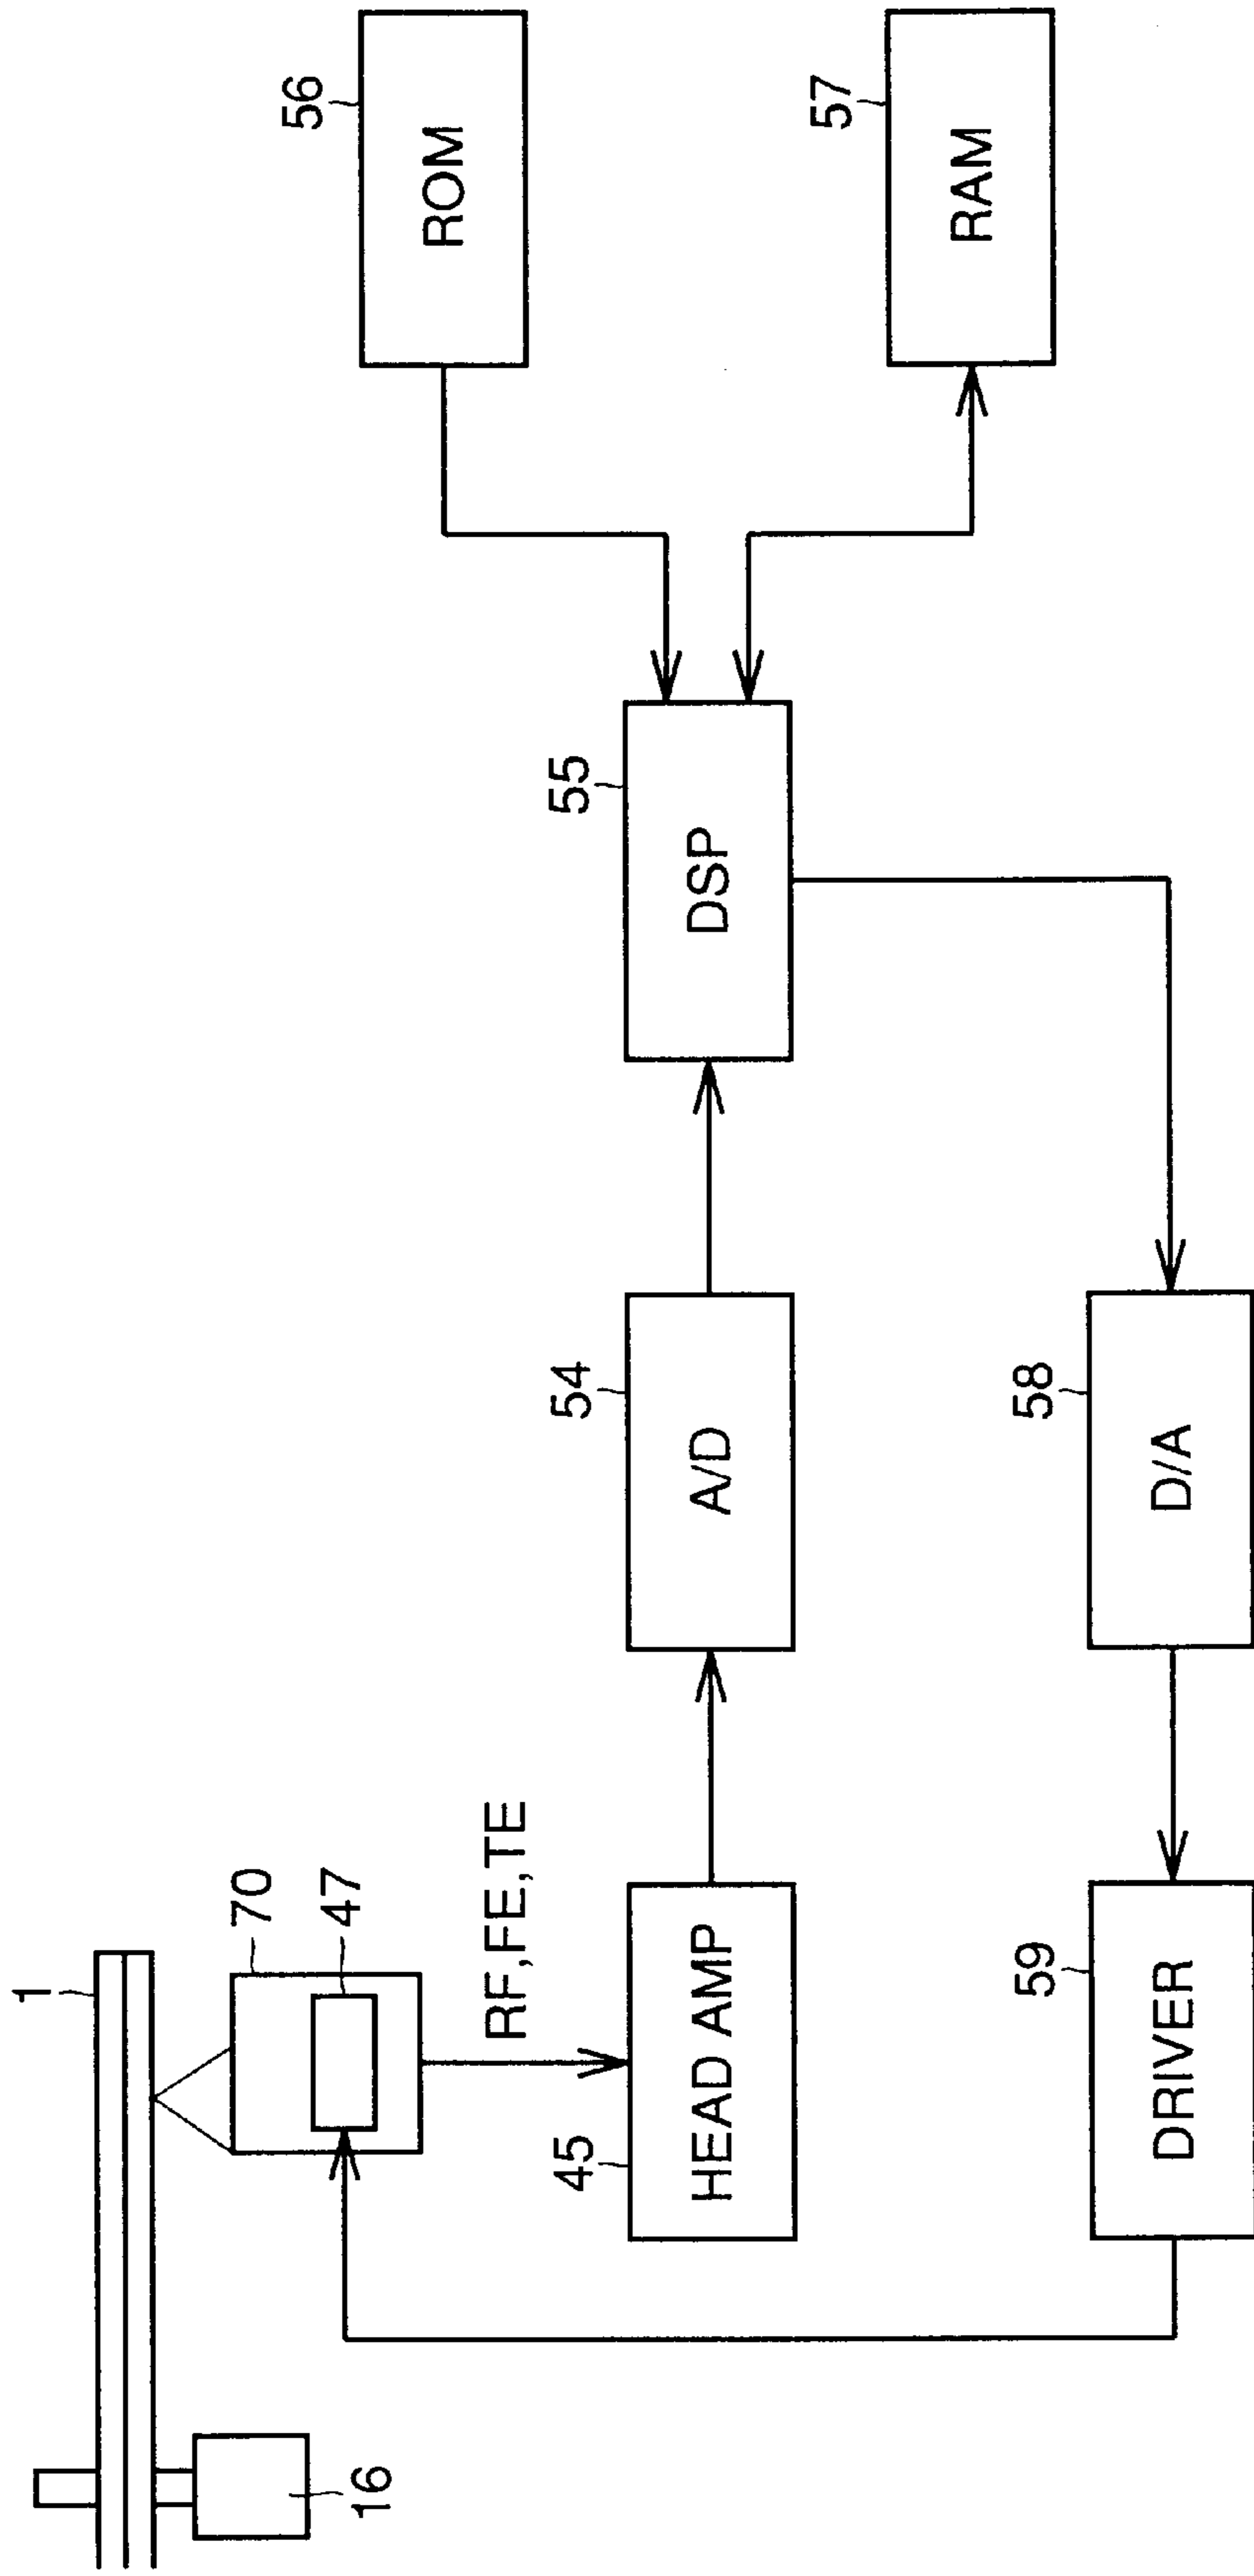 1
70
47
16
RF,FE,TE
45
HEAD AMP
54
A/D
55
DSP
56
ROM
57
RAM
59
DRIVER
58
D/A